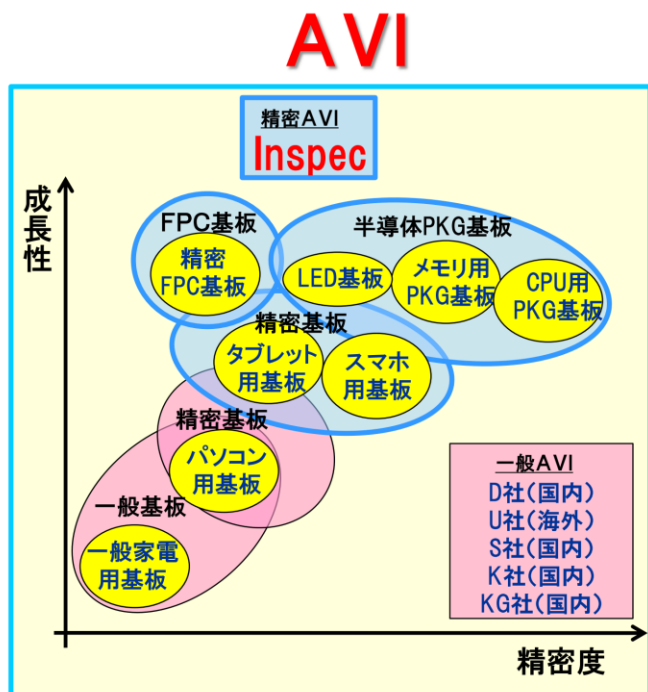 AVI
精密AVI
Inspec
成長性
FPC基板
精密
FPC基板
半導体PKG基板
LED基板
メモリ用
PKG基板
CPU用
PKG基板
精密基板
タブレット
用基板
スマホ
用基板
精密基板
パソコン
用基板
一般基板
一般家電
用基板
一般AVI
D社(国内)
U社(海外)
S社(国内)
K社(国内)
KG社(国内)
精密度